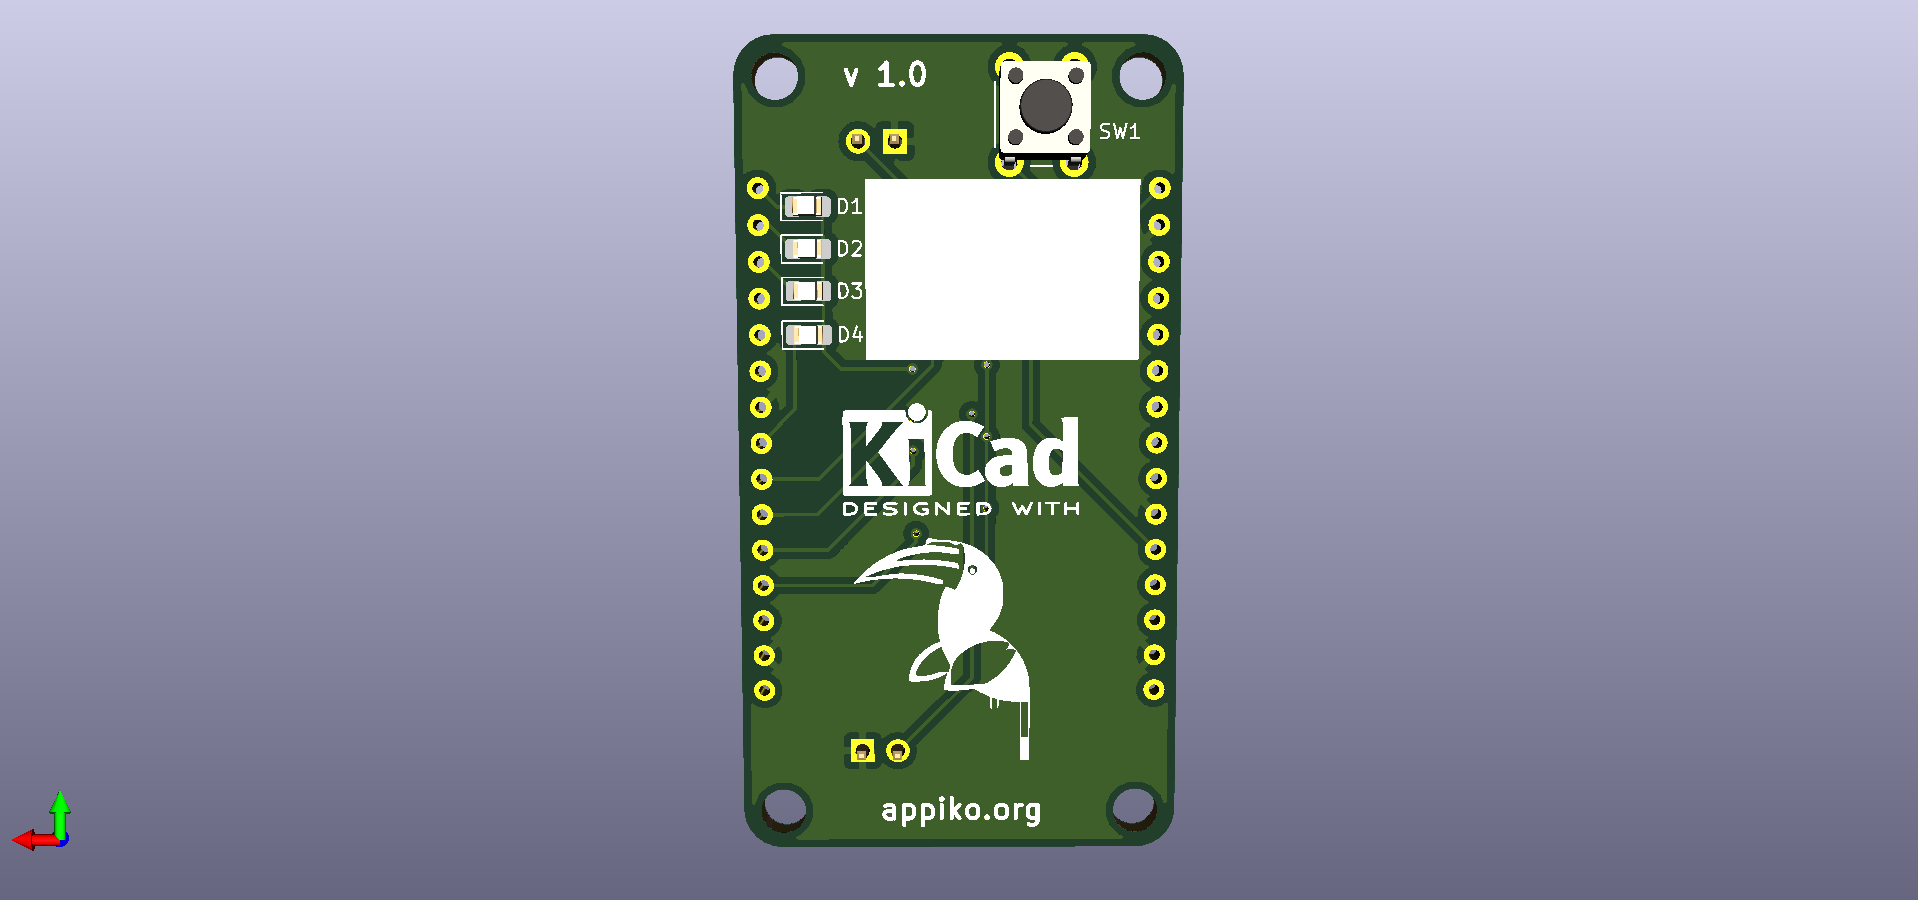 v 1.0
SW1
D1
D2
D3
D4
KiCad
DESIGNED WITH
appiko.org